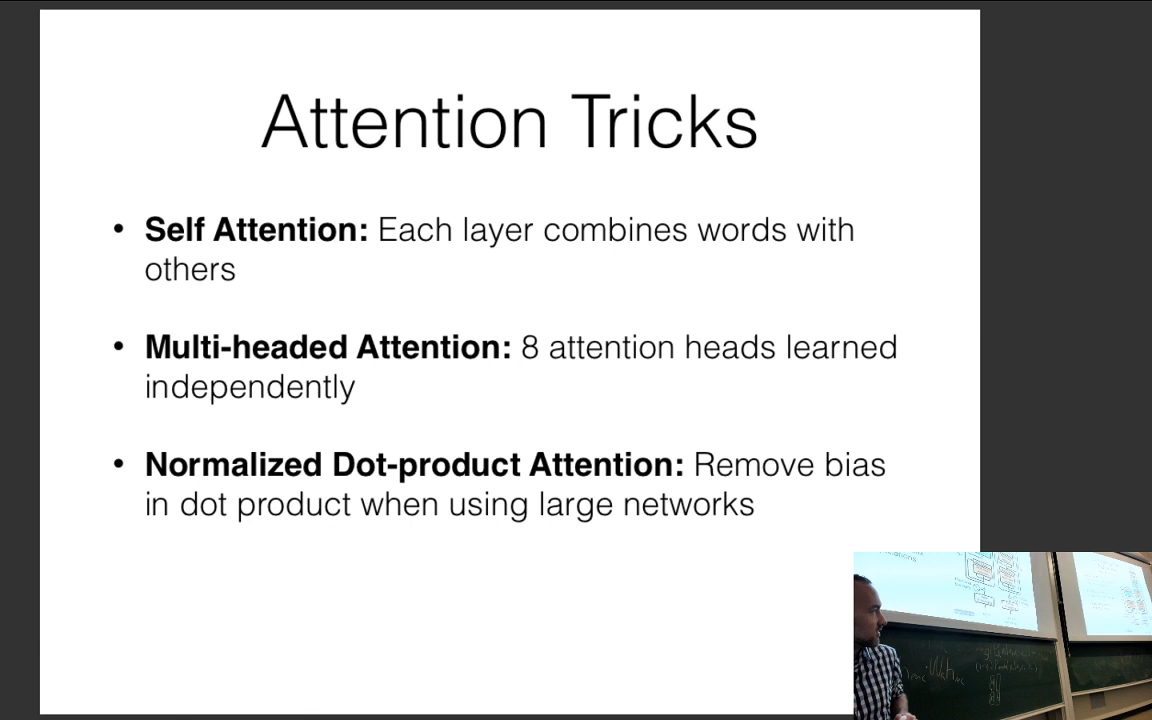 Attention Tricks
• Self Attention: Each layer combines words with
others
• Multi-headed Attention: 8 attention heads learned
independently
• Normalized Dot-product Attention: Remove bias
in dot product when using large networks